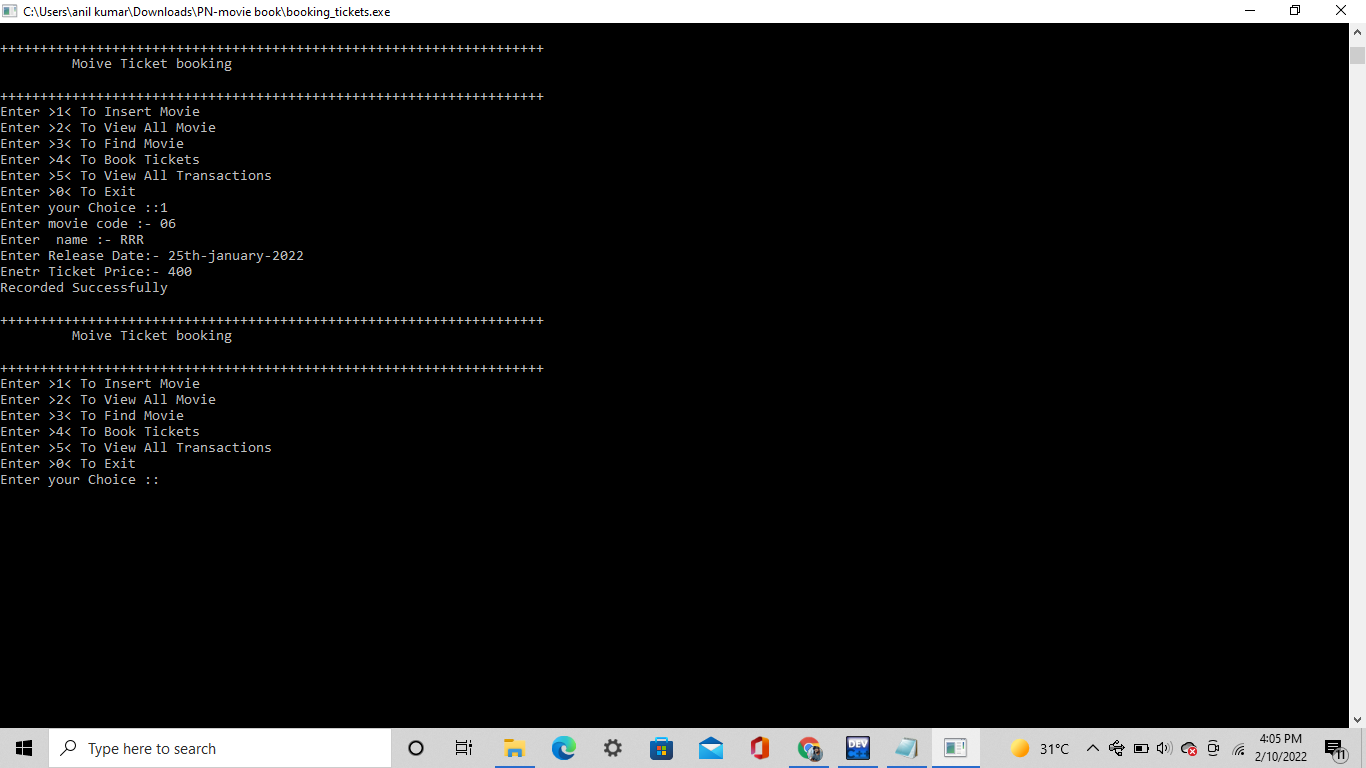 C:\Users\anil kumar\Downloads\PN-movie book\booking_tickets.exe
++++++++++++++++++++++++++++++++++++++++++++++++++++++++++++++++++++
Moive Ticket booking
++++++++++++++++++++++++++++++++++++++++++++++++++++++++++++++++++++
Enter >1< To Insert Movie
Enter >2< To View All Movie
Enter >3< To Find Movie
Enter >4< To Book Tickets
Enter >5< To View All Transactions
Enter >0< To Exit
Enter your Choice ::1
Enter movie code :- 06
Enter  name :- RRR
Enter Release Date:- 25th-january-2022
Enetr Ticket Price:- 400
Recorded Successfully
++++++++++++++++++++++++++++++++++++++++++++++++++++++++++++++++++++
Moive Ticket booking
++++++++++++++++++++++++++++++++++++++++++++++++++++++++++++++++++++
Enter >1< To Insert Movie
Enter >2< To View All Movie
Enter >3< To Find Movie
Enter >4< To Book Tickets
Enter >5< To View All Transactions
Enter >0< To Exit
Enter your Choice ::
Type here to search
DEV
31°C
4:05 PM
2/10/2022
11